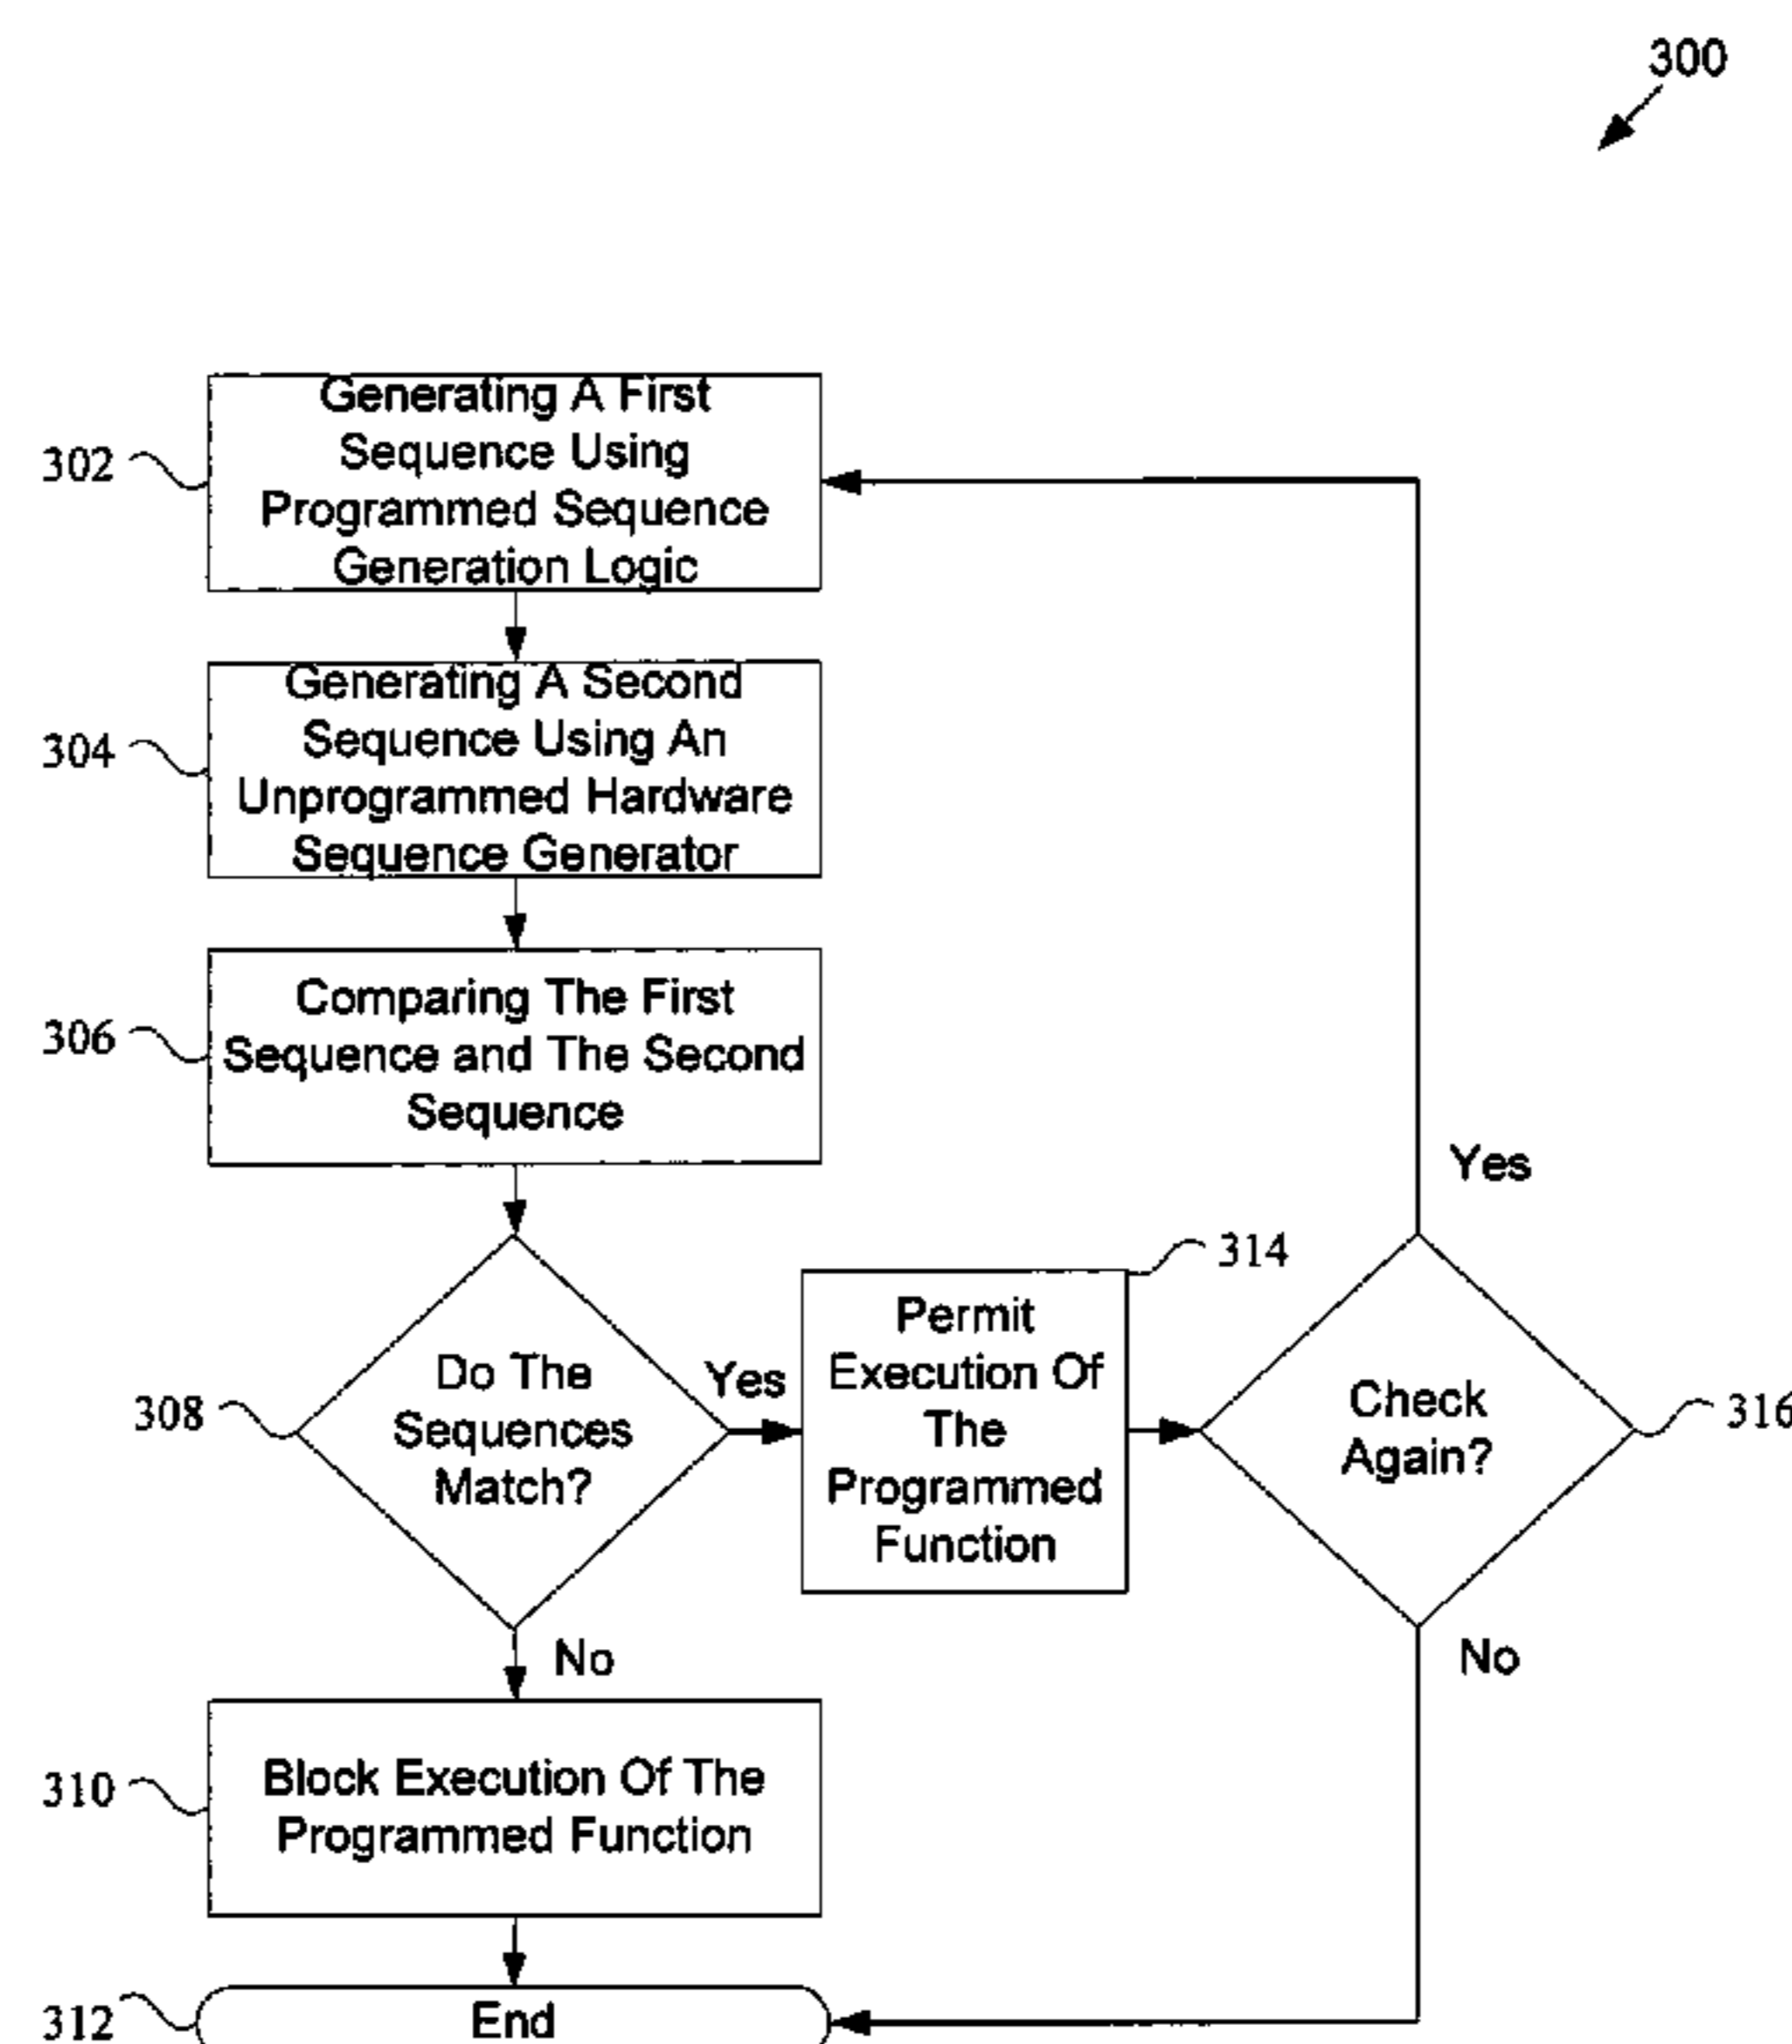 300
302
Generating A First
Sequence Using
Programmed Sequence
Generation Logic
304
Generating A Second
Sequence Using An
Unprogrammed Hardware
Sequence Generator
306
Comparing The First
Sequence and The Second
Sequence
308
Do The
Sequences
Match?
Yes
314
Permit
Execution Of
The
Programmed
Function
Yes
Check
Again?
316
No
No
310
Block Execution Of The
Programmed Function
312
End